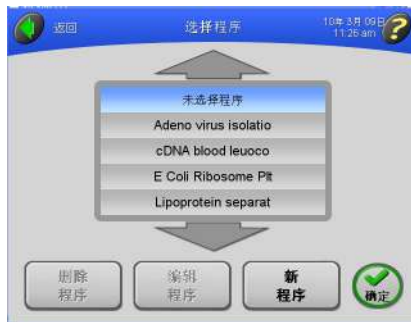 返回
选择程序
10年3月09日
11:26 am
?
未选择程序
Adeno virus isolatio
cDNA blood leuoco
E Coli Ribosome Plt
Lipoprotein separat
删除
程序
编辑
程序
新
程序
确定